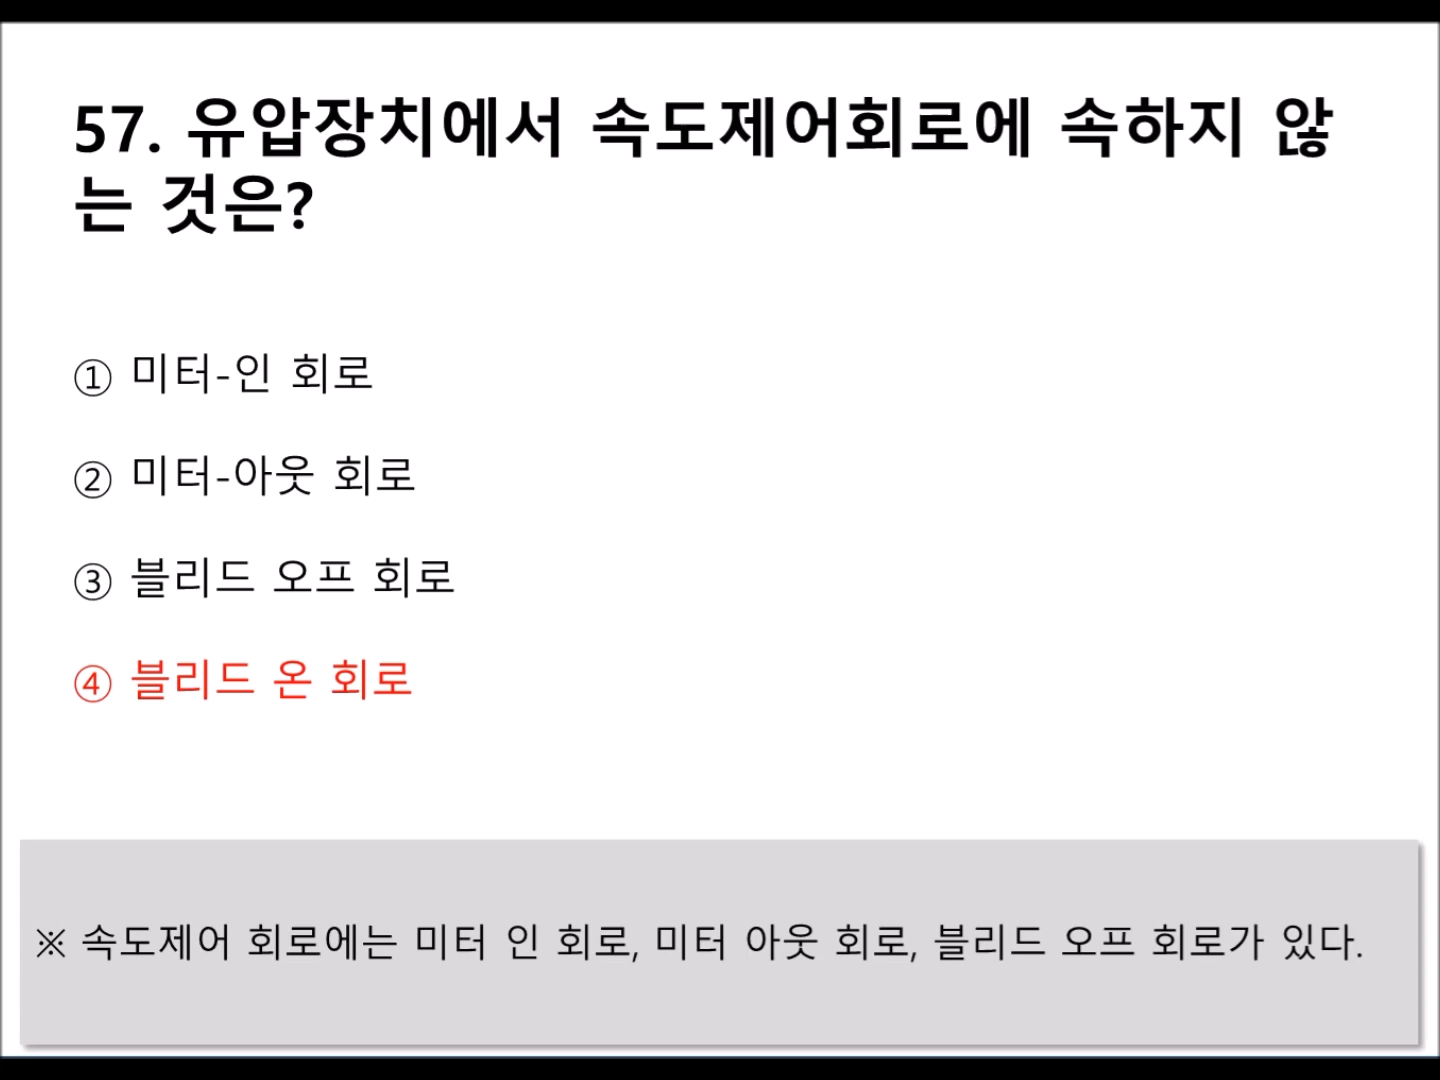 57. 유압장치에서 속도제어회로에 속하지 않
는 것은?
① 미터-인 회로
② 미터-아웃 회로
③ 블리드 오프 회로
④ 블리드 온 회로
※ 속도제어 회로에는 미터 인 회로, 미터 아웃 회로, 블리드 오프 회로가 있다.